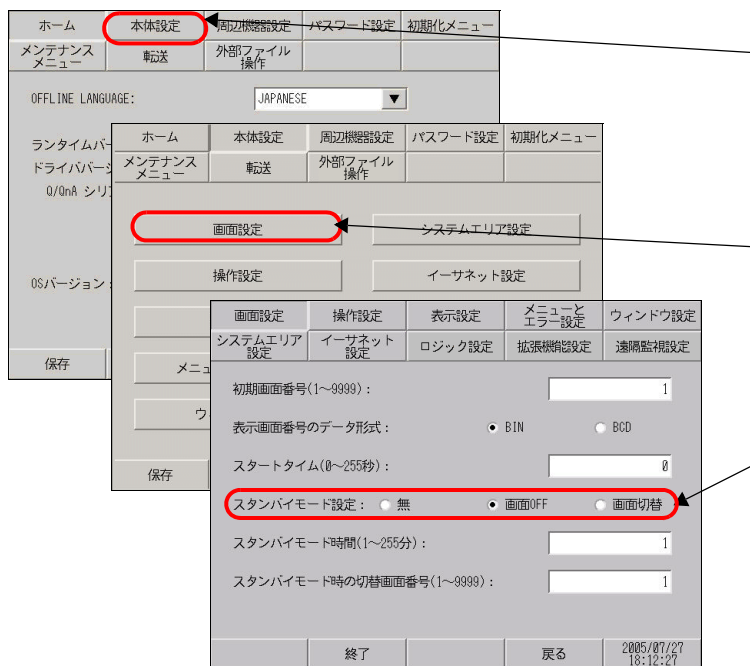 ホーム 本体設定 周辺機器設定 パスワード設定 初期化メニュー
メンテナンス
メニュー
転送
外部ファイル
操作
OFFLINE LANGUAGE: JAPANESE
ランタイムバ
ドライババー
Q/QnA シリ
OSバージョン:
保存
ホーム 本体設定 周辺機器設定 パスワード設定 初期化メニュー
メンテナンス
メニュー
転送
外部ファイル
操作
画面設定 システムエリア設定
操作設定 イーサネット設定
メニュ
ウ
保存
画面設定 操作設定 表示設定
メニューと
エラー設定
ウィンドウ設定
システムエリア
設定
イーサネット
設定
ロジック設定 拡張機能設定 遠隔監視設定
初期画面番号(1~9999): 1
表示画面番号のデータ形式: BIN BCD
スタートタイム(0~255秒): 0
スタンバイモード設定: 無 画面OFF 画面切替
スタンバイモード時間(1~255分): 1
スタンバイモード時の切替画面番号(1~9999): 1
終了 戻る
2005/07/27
18:12:27